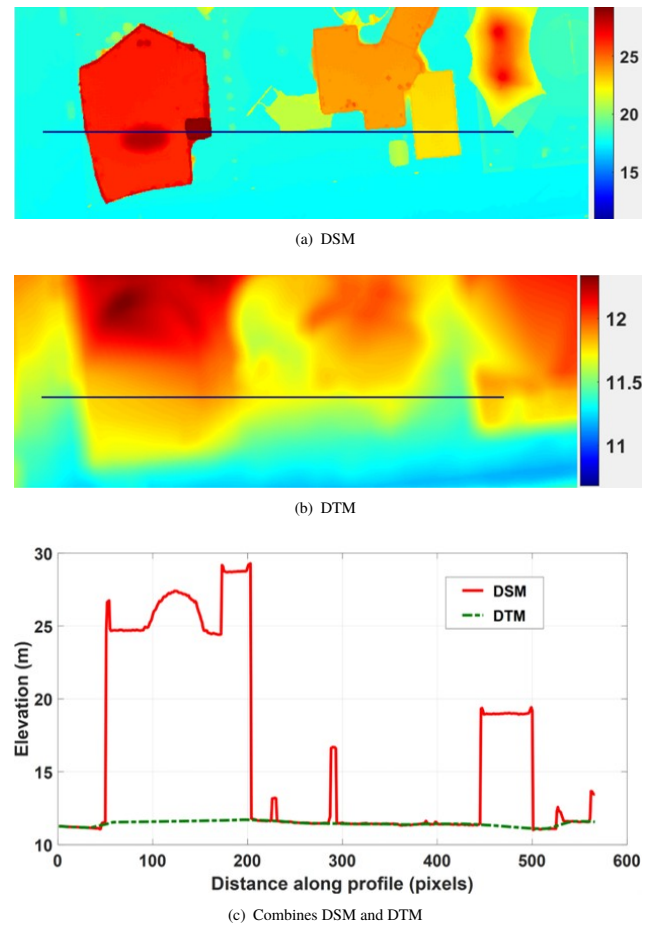 25
20
15
(a) DSM
12
11.5
11
(b) DTM
30
25
20
15
10
Elevation (m)
DSM
DTM
0 100 200 300 400 500 600
Distance along profile (pixels)
(c) Combines DSM and DTM